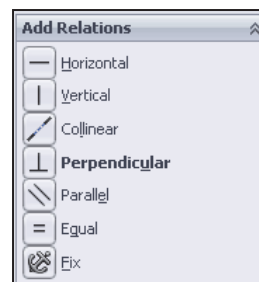 Add Relations
Horizontal
Vertical
Collinear
Perpendicular
Parallel
Equal
Fix